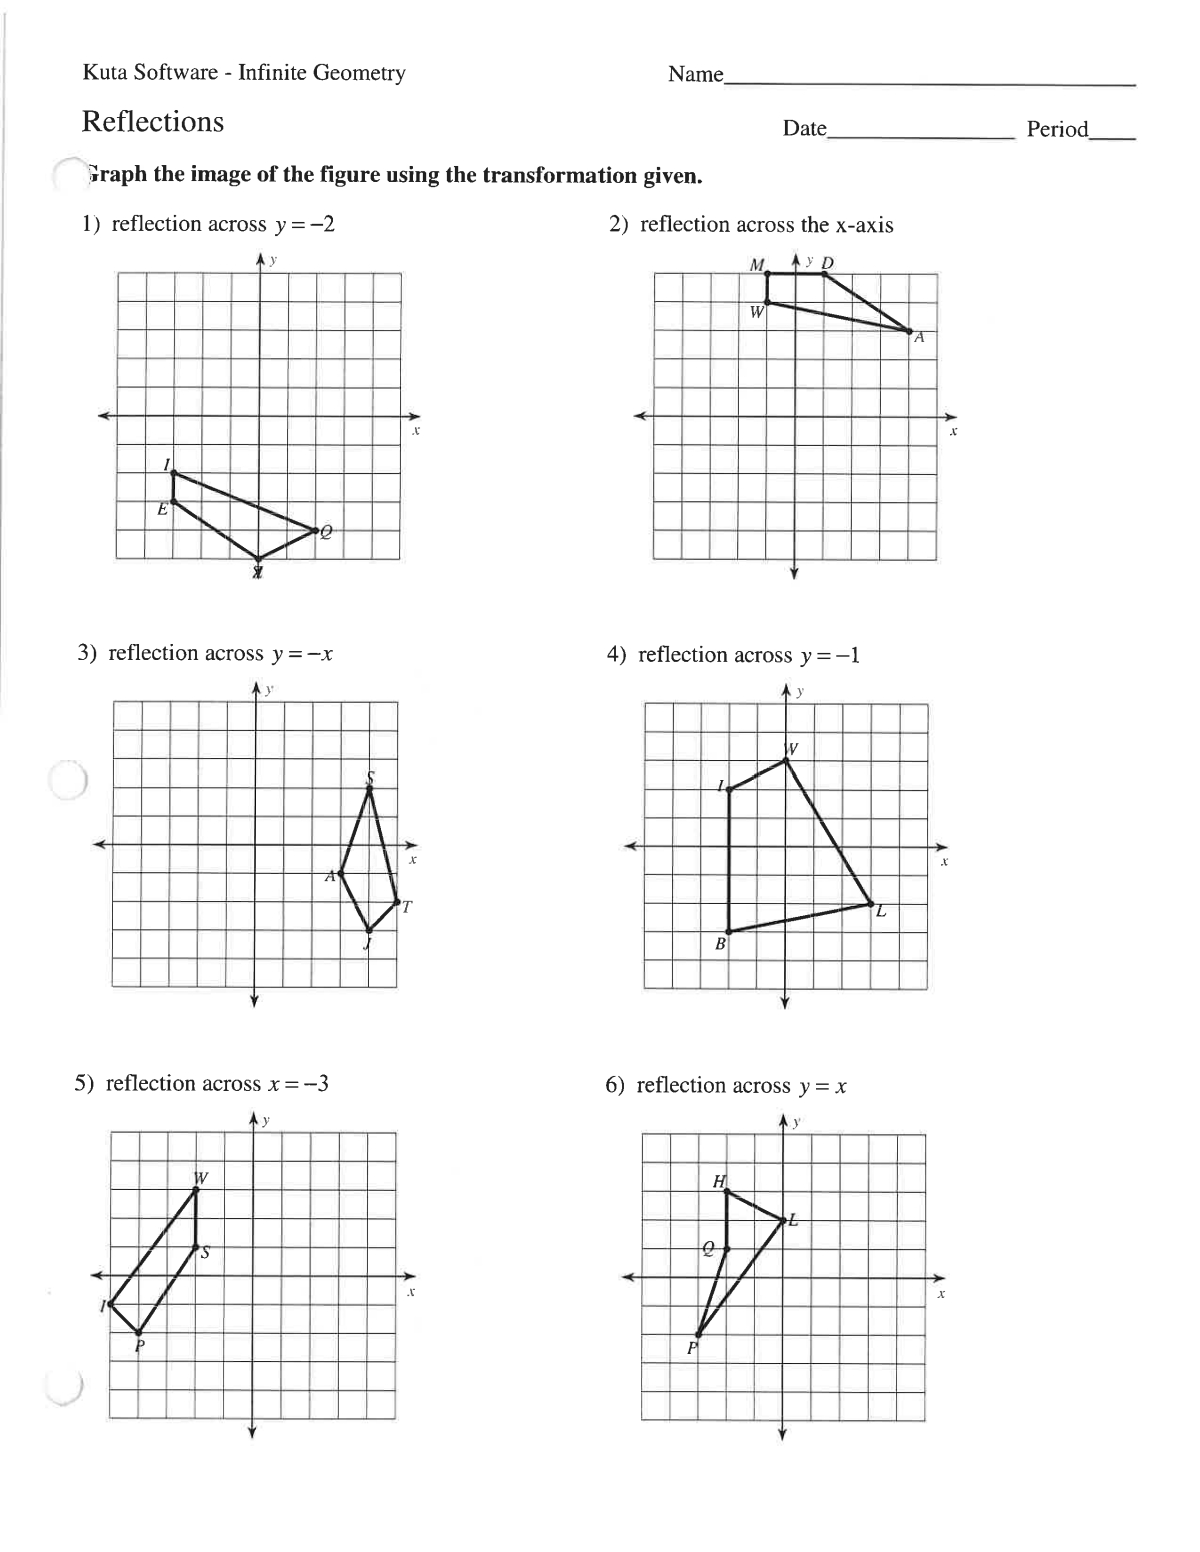 Kuta Software - Infinite Geometry
Name
Reflections
Date Period
Graph the image of the figure using the transformation given.
1) reflection across y = −2
2) reflection across the x-axis
y
x
I
E
Q
M
y
D
W
A
x
3) reflection across y = −x
4) reflection across y = −1
y
S
x
A
T
J
y
W
I
x
L
B
5) reflection across x = −3
6) reflection across y = x
y
W
S
x
I
P
y
H
L
Q
x
P